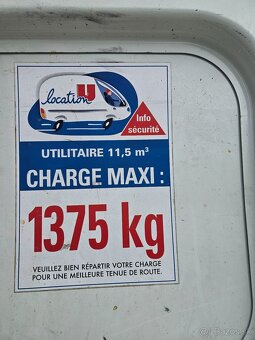 location U
Info
sécurité
UTILITAIRE 11,5 m³
CHARGE MAXI :
1375 kg
VEUILLEZ BIEN RÉPARTIR VOTRE CHARGE
POUR UNE MEILLEURE TENUE DE ROUTE.